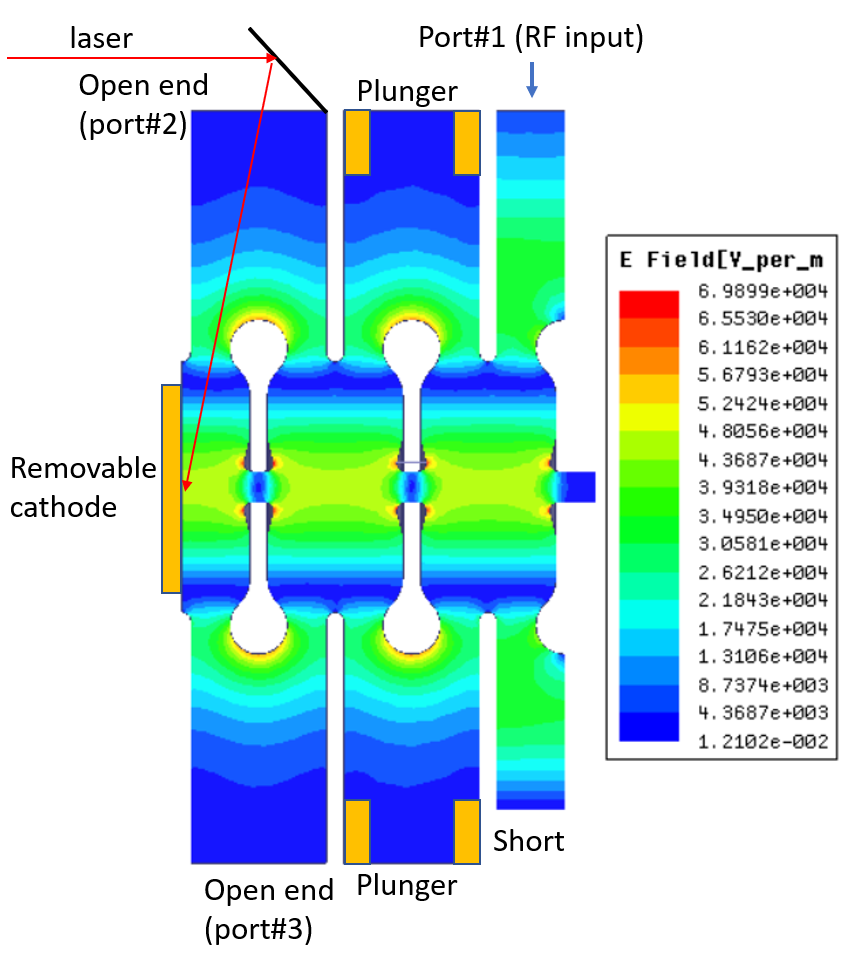 laser
Port#1 (RF input)
Open end
(port#2)
Plunger
E Field[V_per_m
6.9899e+004
6.5530e+004
6.1162e+004
5.6793e+004
5.2424e+004
4.8056e+004
4.3687e+004
3.9318e+004
3.4950e+004
3.0581e+004
2.6212e+004
2.1843e+004
1.7475e+004
1.3106e+004
8.7374e+003
4.3687e+003
1.2102e-002
Removable
cathode
Short
Plunger
Open end
(port#3)